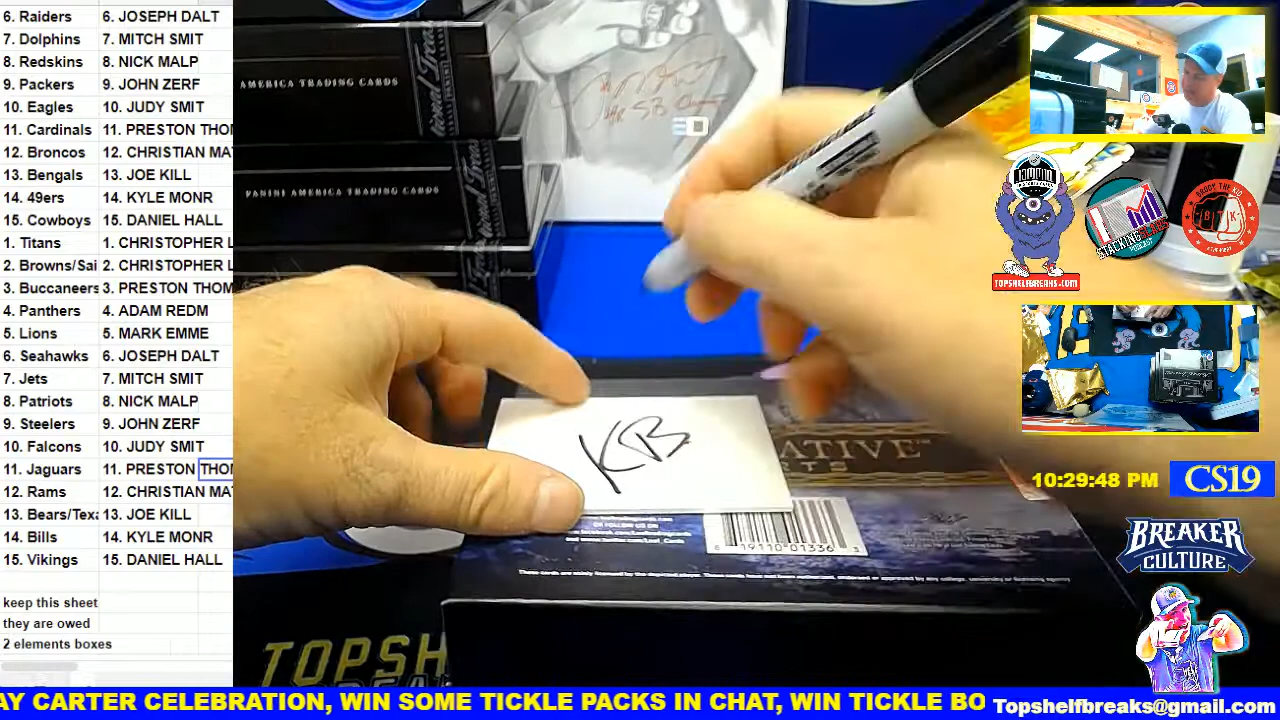 6. Raiders 6. JOSEPH DALT
7. Dolphins 7. MITCH SMIT
8. Redskins 8. NICK MALP
9. Packers 9. JOHN ZERF
10. Eagles 10. JUDY SMIT
11. Cardinals 11. PRESTON THOM
12. Broncos 12. CHRISTIAN MA
13. Bengals 13. JOE KILL
14. 49ers 14. KYLE MONR
15. Cowboys 15. DANIEL HALL
1. Titans 1. CHRISTOPHER L
2. Browns/Sai 2. CHRISTOPHER L
3. Buccaneers 3. PRESTON THOM
4. Panthers 4. ADAM REDM
5. Lions 5. MARK EMME
6. Seahawks 6. JOSEPH DALT
7. Jets 7. MITCH SMIT
8. Patriots 8. NICK MALP
9. Steelers 9. JOHN ZERF
10. Falcons 10. JUDY SMIT
11. Jaguars 11. PRESTON THOM
12. Rams 12. CHRISTIAN MA
13. Bears/Texa 13. JOE KILL
14. Bills 14. KYLE MONR
15. Vikings 15. DANIEL HALL
keep this sheet
they are owed
2 elements boxes
AMERICA TRADING CARDS
PANINI AMERICA TRADING CARDS
KB
TOPSH
DIAMOND
TOPSHELFBREAKS.COM
STACKING SLABS
PODCAST
BRODY THE KID
BTK
10:29:48 PM
CS19
BREAKER
CULTURE
AY CARTER CELEBRATION, WIN SOME TICKLE PACKS IN CHAT, WIN TICKLE BO
Topshelfbreaks@gmail.com